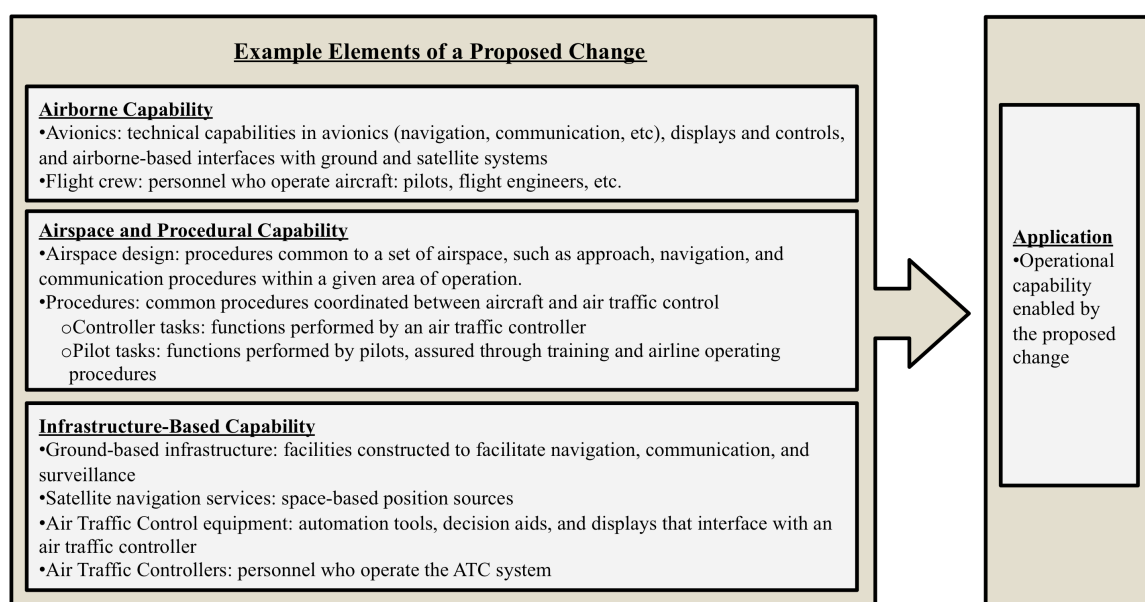 Example Elements of a Proposed Change
Airborne Capability
•Avionics: technical capabilities in avionics (navigation, communication, etc), displays and controls,
and airborne-based interfaces with ground and satellite systems
•Flight crew: personnel who operate aircraft: pilots, flight engineers, etc.
Airspace and Procedural Capability
•Airspace design: procedures common to a set of airspace, such as approach, navigation, and
communication procedures within a given area of operation.
•Procedures: common procedures coordinated between aircraft and air traffic control
oController tasks: functions performed by an air traffic controller
oPilot tasks: functions performed by pilots, assured through training and airline operating
procedures
Infrastructure-Based Capability
•Ground-based infrastructure: facilities constructed to facilitate navigation, communication, and
surveillance
•Satellite navigation services: space-based position sources
•Air Traffic Control equipment: automation tools, decision aids, and displays that interface with an
air traffic controller
•Air Traffic Controllers: personnel who operate the ATC system
Application
•Operational
capability
enabled by
the proposed
change